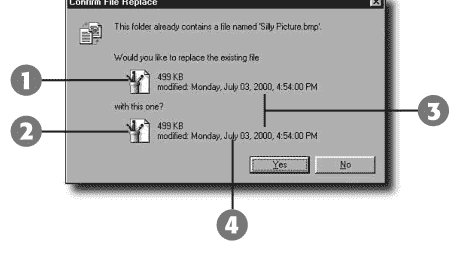 Confirm File Replace
This folder already contains a file named 'Silly Picture.bmp'.
Would you like to replace the existing file
1
499 KB
modified: Monday, July 03, 2000, 4:54:00 PM
3
with this one?
2
499 KB
modified: Monday, July 03, 2000, 4:54:00 PM
Yes No
4